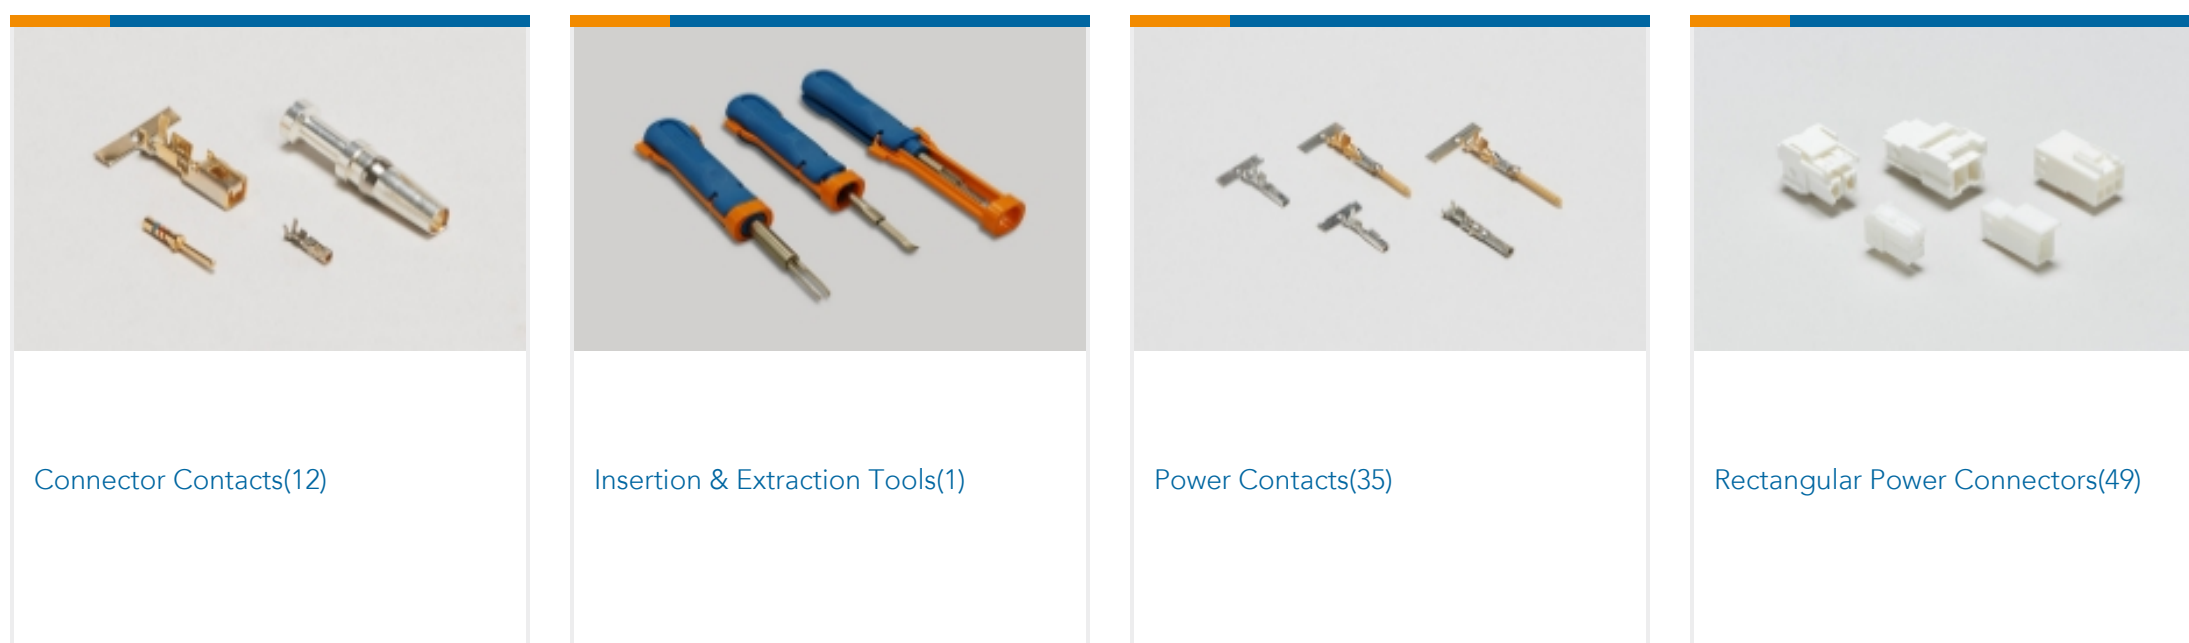 Connector Contacts(12)
Insertion & Extraction Tools(1)
Power Contacts(35)
Rectangular Power Connectors(49)